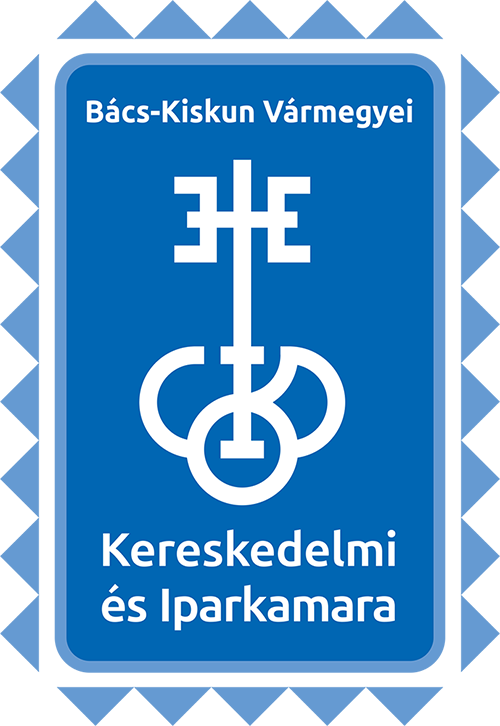 Bács-Kiskun Vármegyei
Kereskedelmi
és Iparkamara